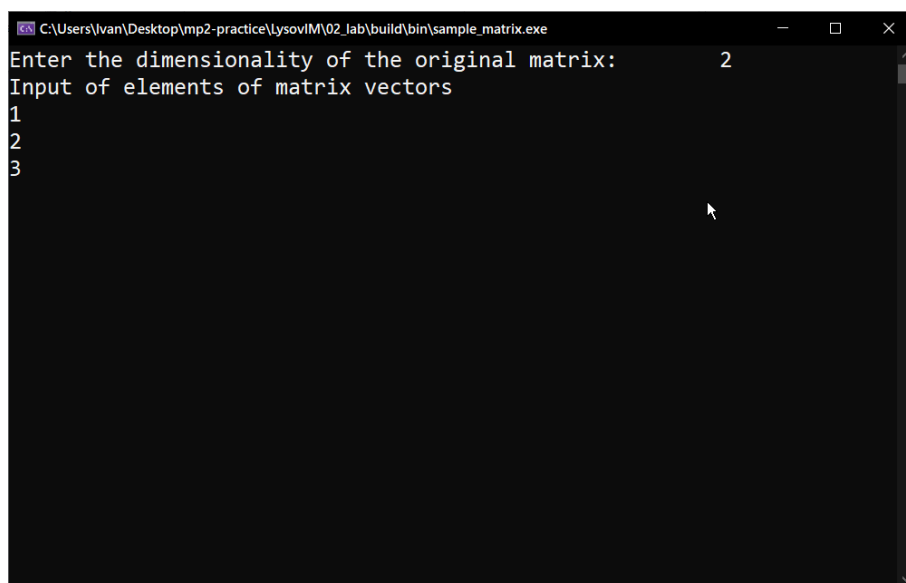 C:\Users\Ivan\Desktop\mp2-practice\LysovIM\02_lab\build\bin\sample_matrix.exe
Enter the dimensionality of the original matrix: 2
Input of elements of matrix vectors
1
2
3